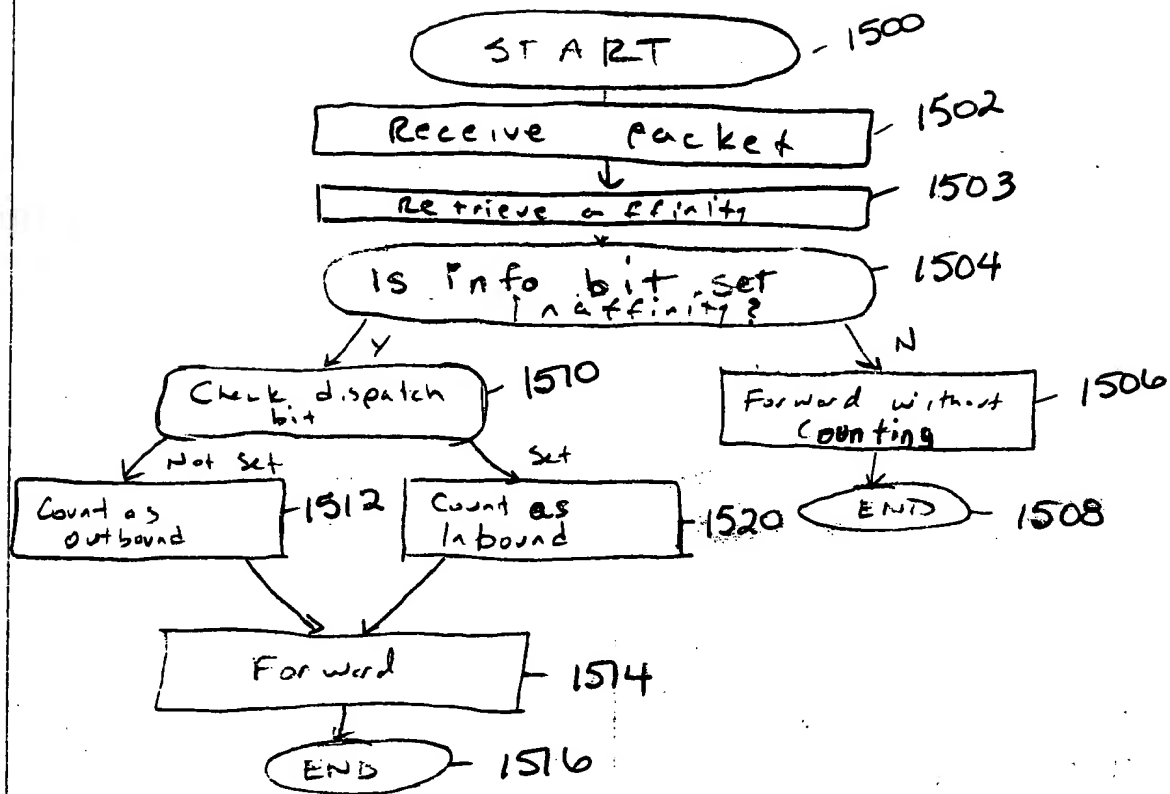 START
1500
Receive packet
1502
Retrieve affinity
1503
Is info bit set
in affinity?
1504
Y
N
Check dispatch
bit
1510
Forward without
Counting
1506
Not Set
Set
Count as
outbound
1512
Count as
Inbound
1520
END
1508
Forward
1514
END
1516